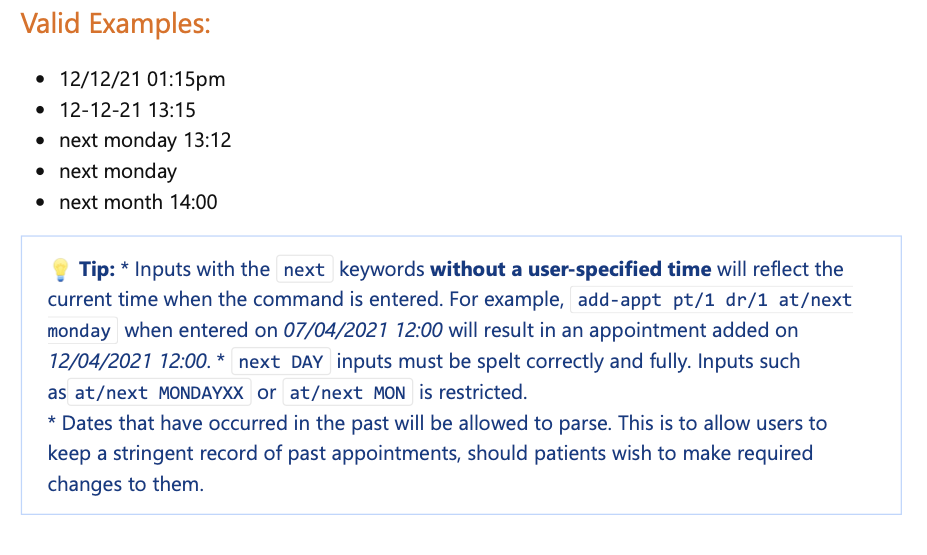 Valid Examples:
12/12/21 01:15pm
12-12-21 13:15
next monday 13:12
next monday
next month 14:00
Tip: * Inputs with the next keywords without a user-specified time will reflect the
current time when the command is entered. For example, add-appt pt/1 dr/1 at/next
monday when entered on 07/04/2021 12:00 will result in an appointment added on
12/04/2021 12:00. * next DAY inputs must be spelt correctly and fully. Inputs such
as at/next MONDAYXX or at/next MON is restricted.
* Dates that have occurred in the past will be allowed to parse. This is to allow users to
keep a stringent record of past appointments, should patients wish to make required
changes to them.